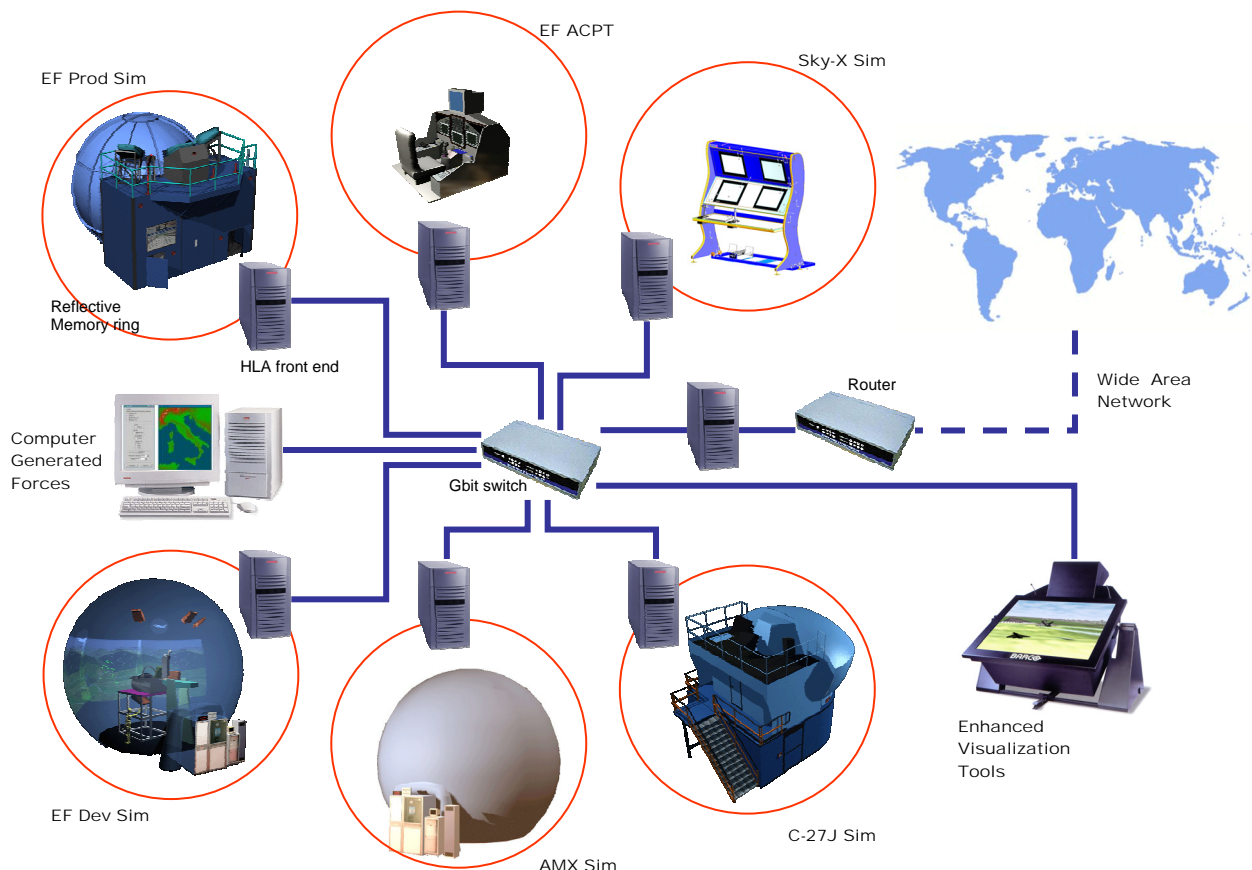 EF ACPT
Sky-X Sim
EF Prod Sim
Reflective
Memory ring
HLA front end
Router
Wide Area
Network
Computer
Generated
Forces
Gbit switch
BARCO
Enhanced
Visualization
Tools
EF Dev Sim
C-27J Sim
AMX Sim